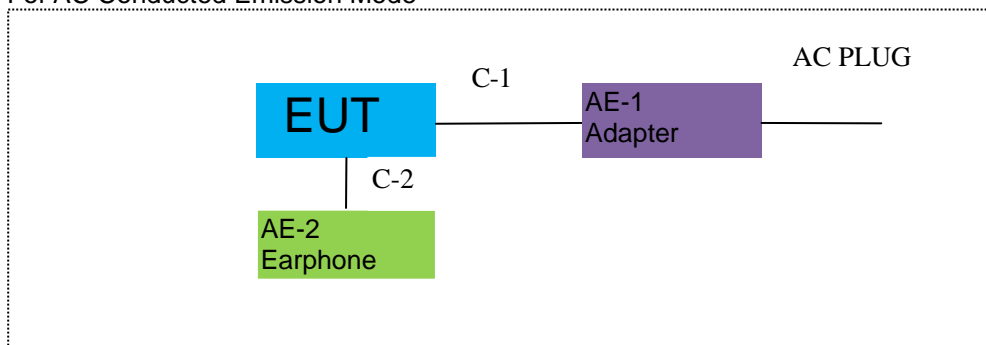 For AC Conducted Emission Mode
AC PLUG
C-1
EUT
AE-1
Adapter
C-2
AE-2
Earphone